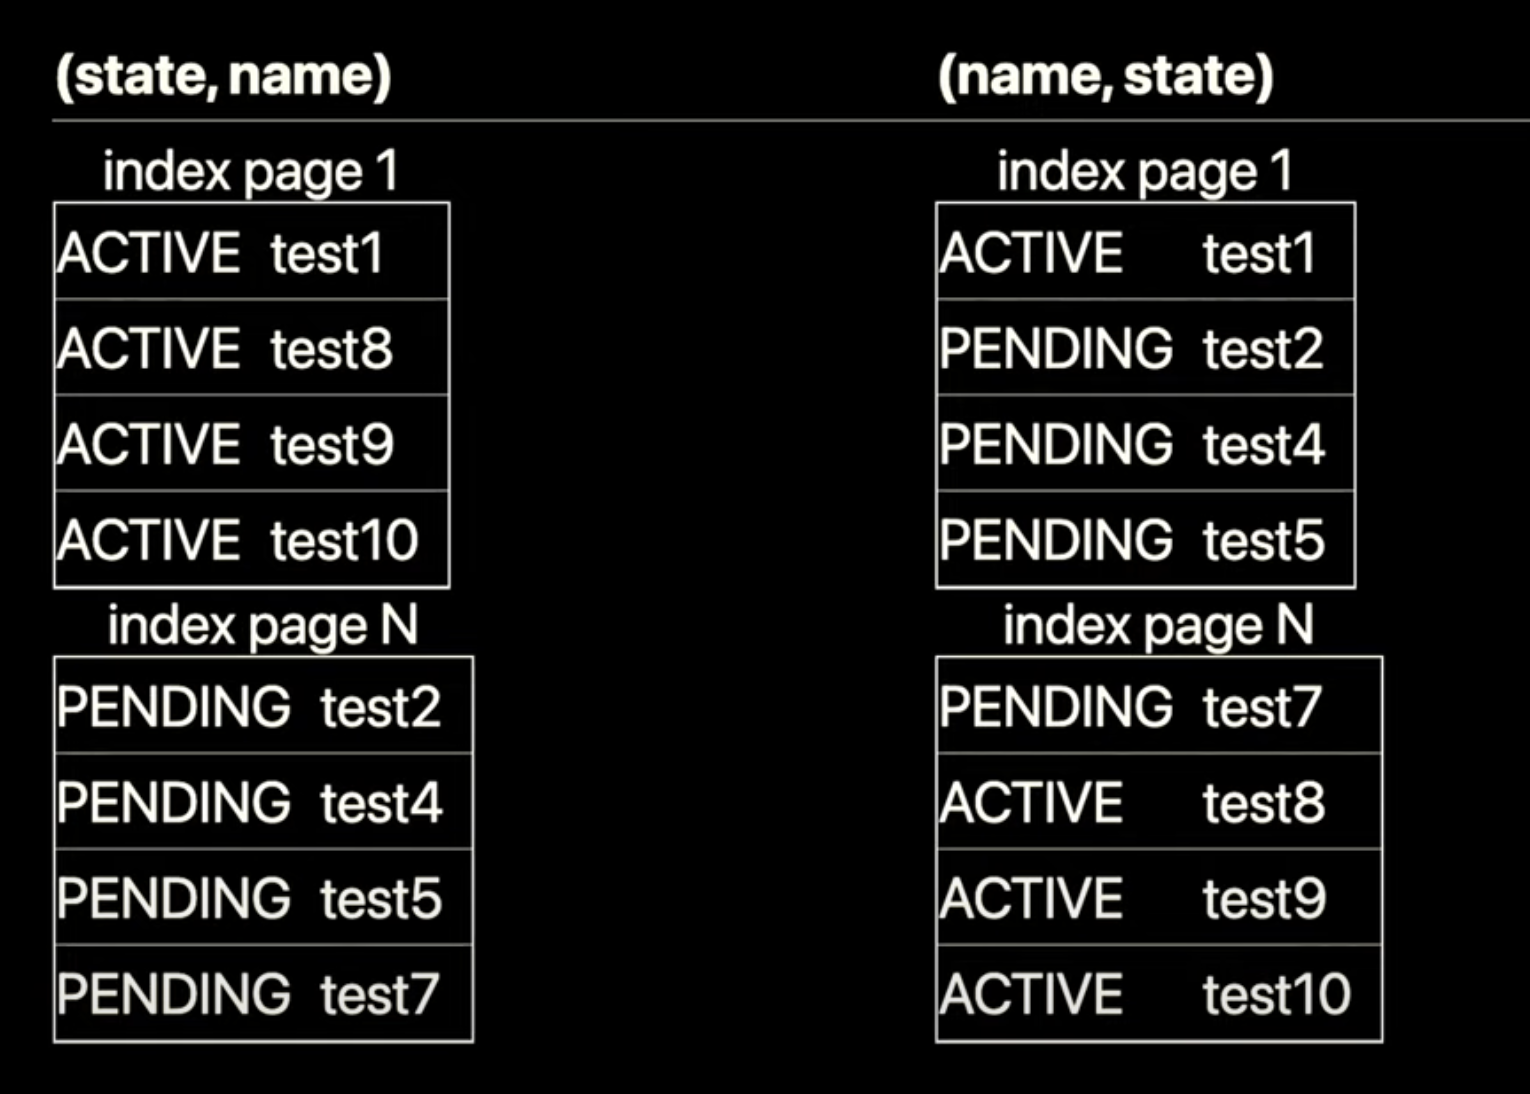 (state, name)
index page 1
ACTIVE test1
ACTIVE test8
ACTIVE test9
ACTIVE test10
index page N
PENDING test2
PENDING test4
PENDING test5
PENDING test7
(name, state)
index page 1
ACTIVE test1
PENDING test2
PENDING test4
PENDING test5
index page N
PENDING test7
ACTIVE test8
ACTIVE test9
ACTIVE test10